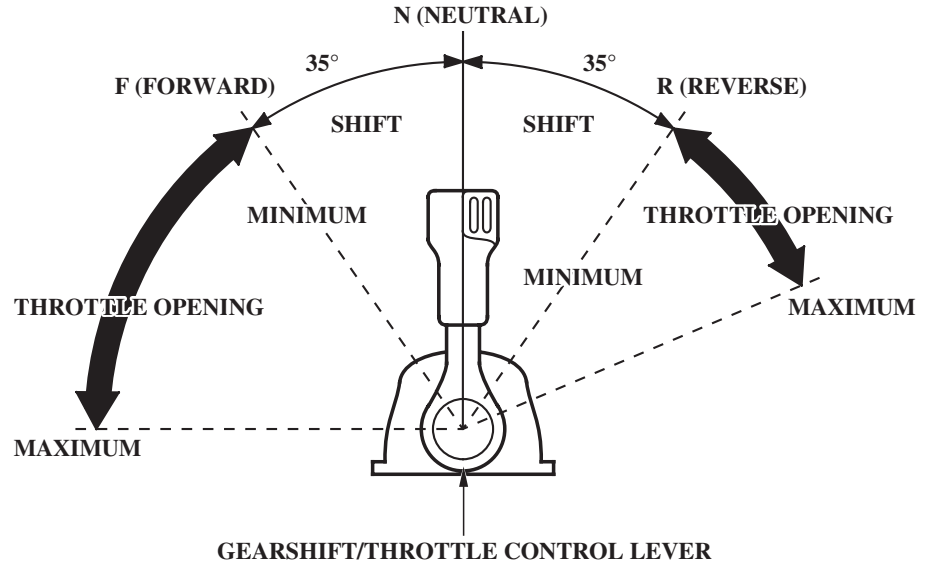 N (NEUTRAL)
35°
35°
F (FORWARD)
R (REVERSE)
SHIFT
SHIFT
MINIMUM
THROTTLE OPENING
MINIMUM
THROTTLE OPENING
MAXIMUM
MAXIMUM
GEARSHIFT/THROTTLE CONTROL LEVER